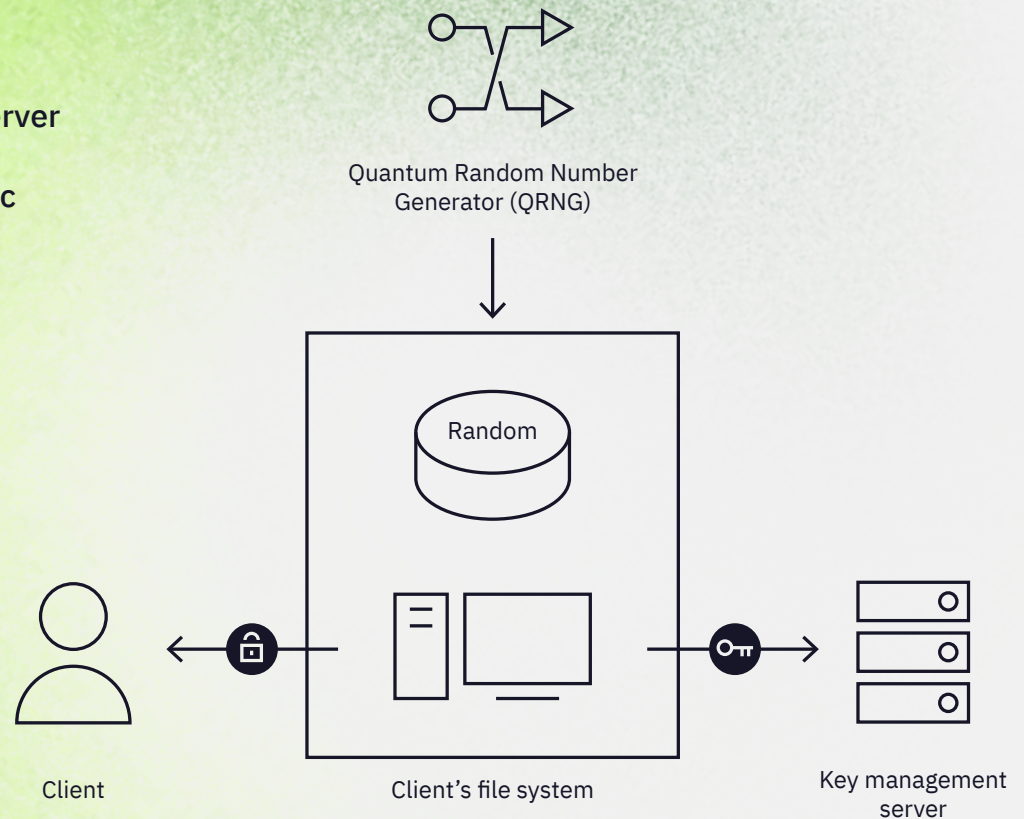 rver
c
Quantum Random Number
Generator (QRNG)
Random
Client
Client’s file system
Key management
server